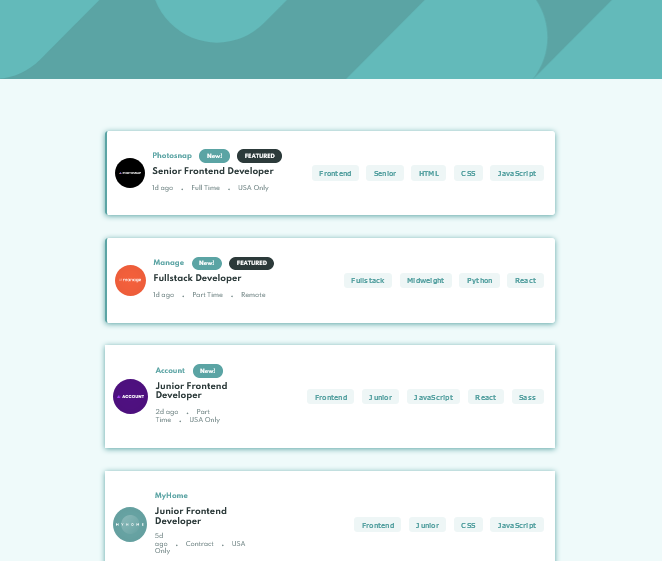 Photosnap New! FEATURED
Senior Frontend Developer
1d ago • Full Time • USA Only
Frontend Senior HTML CSS JavaScript
manage
Manage New! FEATURED
Fullstack Developer
1d ago • Part Time • Remote
Fullstack Midweight Python React
ACCOUNT
Account New!
Junior Frontend
Developer
2d ago • Part
Time • USA Only
Frontend Junior JavaScript React Sass
MYHOME
MyHome
Junior Frontend
Developer
5d
ago • Contract • USA
Only
Frontend Junior CSS JavaScript